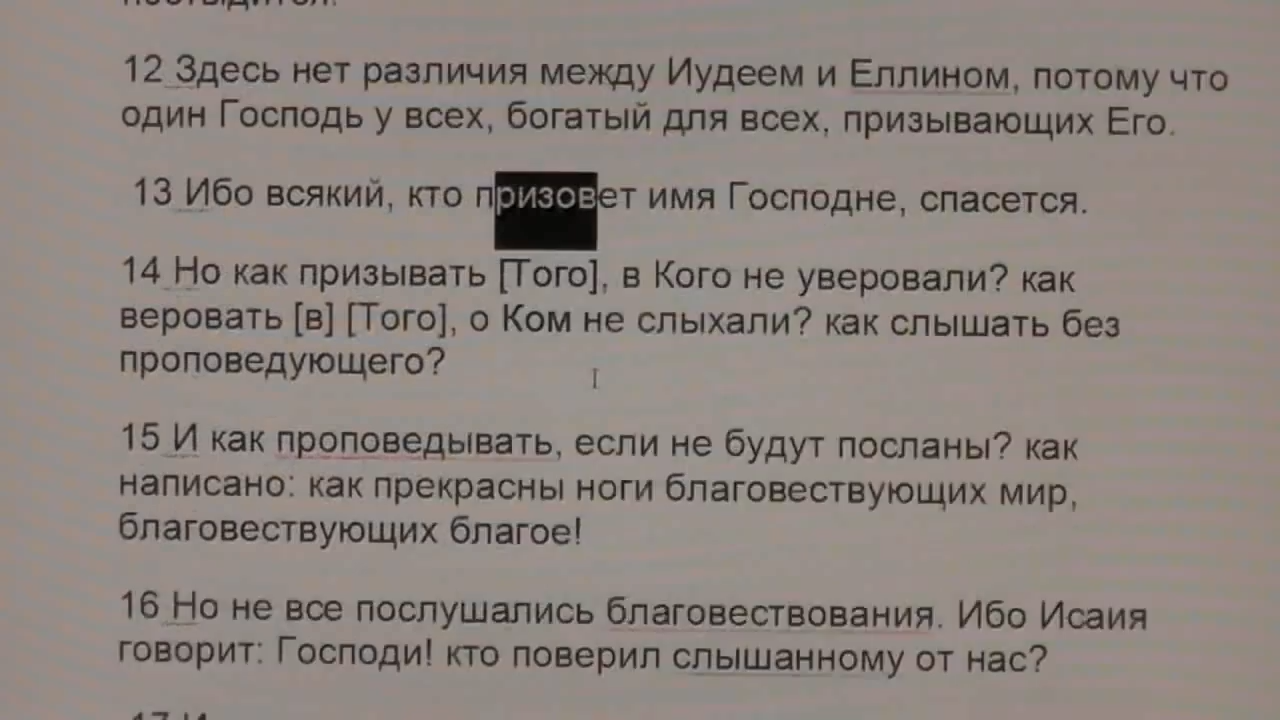 12 Здесь нет различия между Иудеем и Еллином, потому что
один Господь у всех, богатый для всех, призывающих Его.
13 Ибо всякий, кто призовет имя Господне, спасется.
14 Но как призывать [Того], в Кого не уверовали? как
веровать [в] [Того], о Ком не слыхали? как слышать без
проповедующего?
15 И как проповедывать, если не будут посланы? как
написано: как прекрасны ноги благовествующих мир,
благовествующих благое!
16 Но не все послушались благовествования. Ибо Исаия
говорит: Господи! кто поверил слышанному от нас?